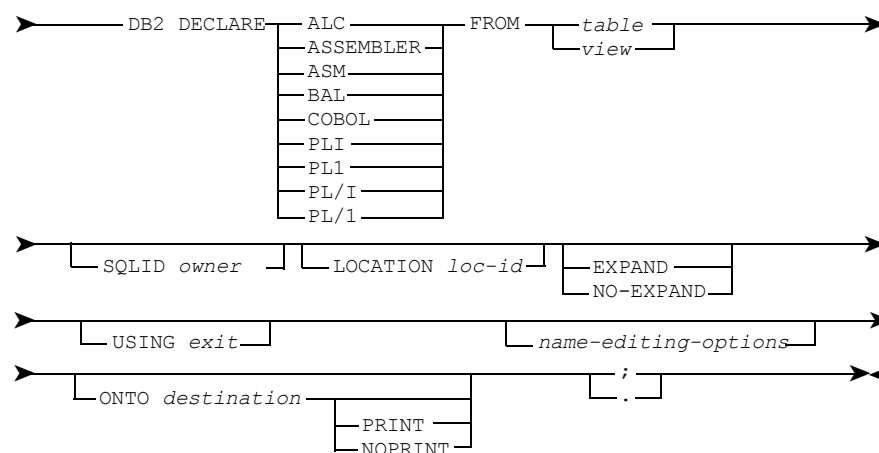 DB2 DECLARE ALC FROM table
ASSEMBLER view
ASM
BAL
COBOL
PLI
PL1
PL/I
PL/1
SQLID owner LOCATION loc-id EXPAND
NO-EXPAND
USING exit name-editing-options
;
ONTO destination .
PRINT
NOPRINT